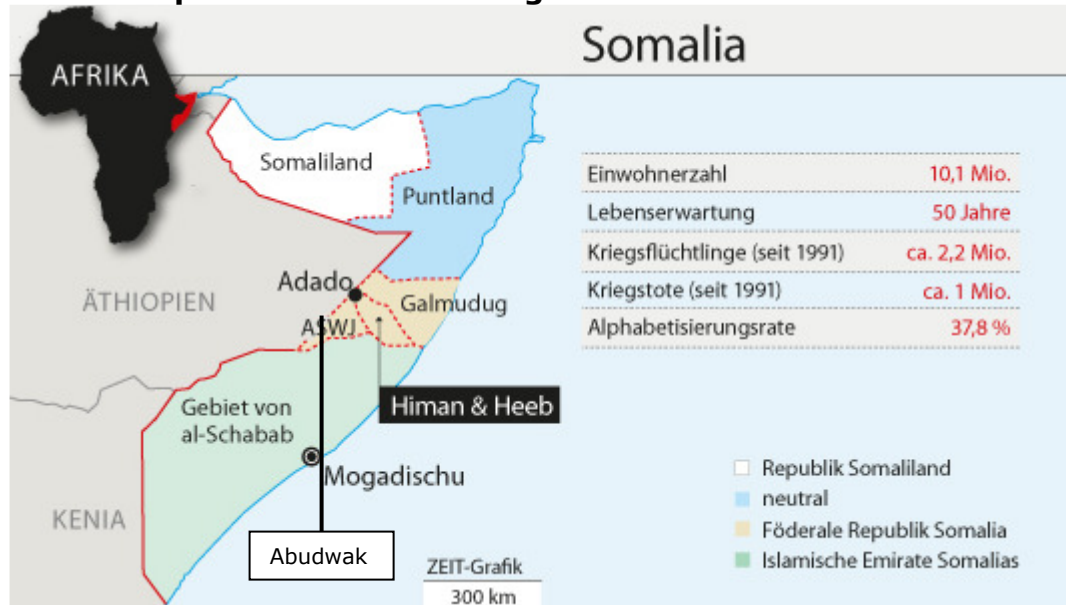 Somalia
AFRIKA
Somaliland
Puntland
Adado
ÄTHIOPIEN
Galmudug
ASWJ
Himan & Heeb
Gebiet von
al-Schabab
Mogadischu
KENIA
Abudwak
Einwohnerzahl 10,1 Mio.
Lebenserwartung 50 Jahre
Kriegsflüchtlinge (seit 1991) ca. 2,2 Mio.
Kriegstote (seit 1991) ca. 1 Mio.
Alphabetisierungsrate 37,8 %
Republik Somaliland
neutral
Föderale Republik Somalia
Islamische Emirate Somalias
ZEIT-Grafik
300 km